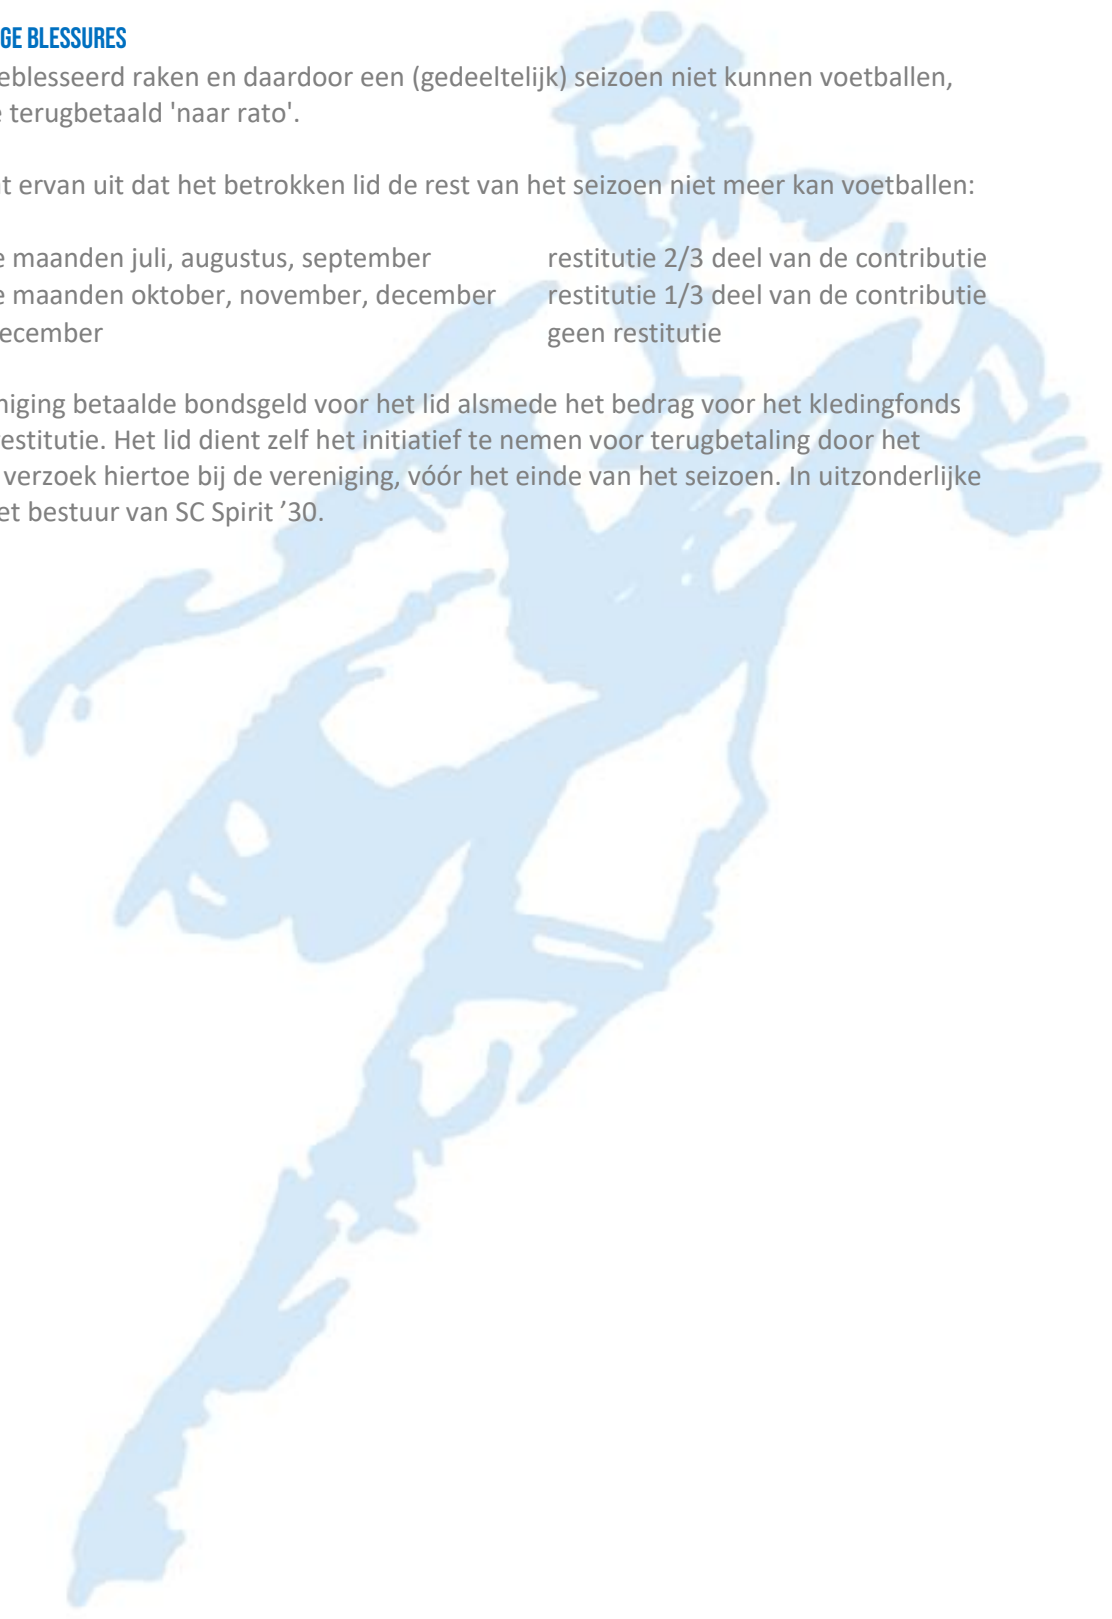 GE BLESSURES
eblesseerd raken en daardoor een (gedeeltelijk) seizoen niet kunnen voetballen,
e terugbetaald 'naar rato'.
t ervan uit dat het betrokken lid de rest van het seizoen niet meer kan voetballen:
e maanden juli, augustus, september restitutie 2/3 deel van de contributie
e maanden oktober, november, december restitutie 1/3 deel van de contributie
ecember geen restitutie
niging betaalde bondsgeld voor het lid alsmede het bedrag voor het kledingfonds
estitutie. Het lid dient zelf het initiatief te nemen voor terugbetaling door het
verzoek hiertoe bij de vereniging, vóór het einde van het seizoen. In uitzonderlijke
et bestuur van SC Spirit ’30.